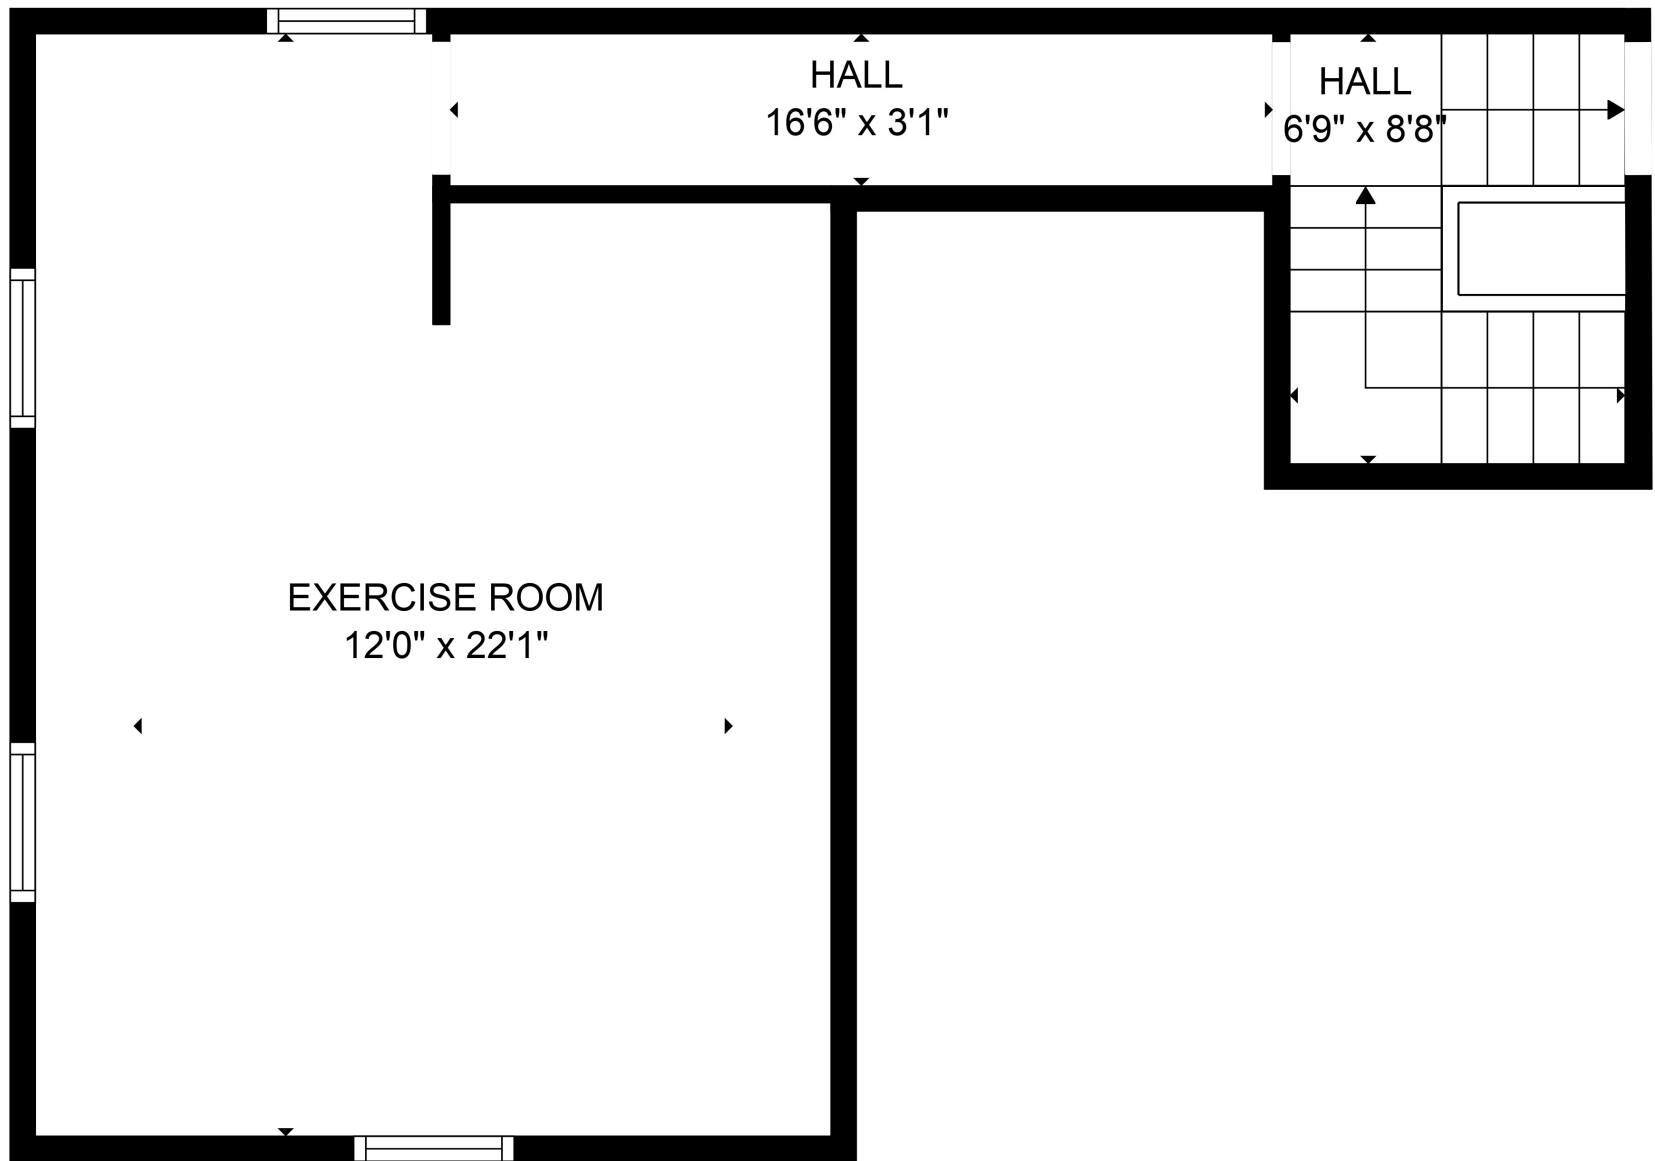 HALL
16'6" x 3'1"
HALL
6'9" x 8'8"
EXERCISE ROOM
12'0" x 22'1"